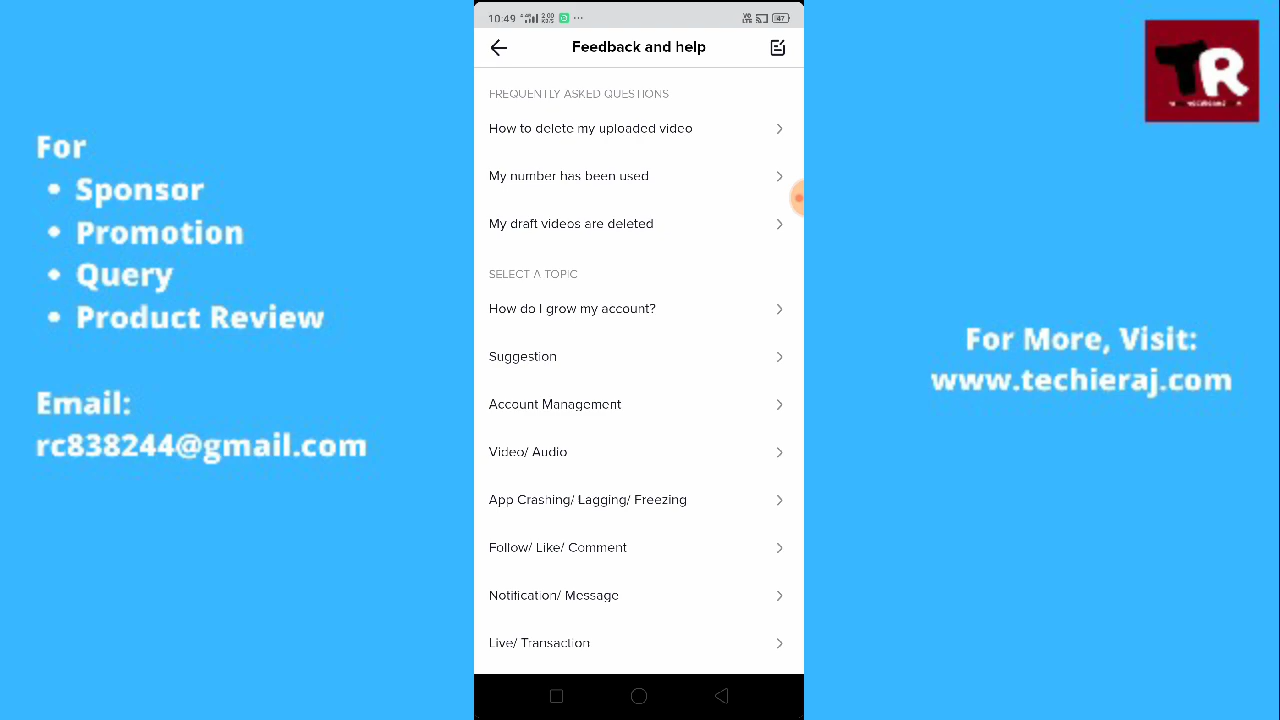 For
• Sponsor
• Promotion
• Query
• Product Review
Email:
rc838244@gmail.com
10:49
47
Feedback and help
FREQUENTLY ASKED QUESTIONS
How to delete my uploaded video
My number has been used
My draft videos are deleted
SELECT A TOPIC
How do I grow my account?
Suggestion
Account Management
Video/ Audio
App Crashing/ Lagging/ Freezing
Follow/ Like/ Comment
Notification/ Message
Live/ Transaction
TR
For More, Visit:
www.techieraj.com